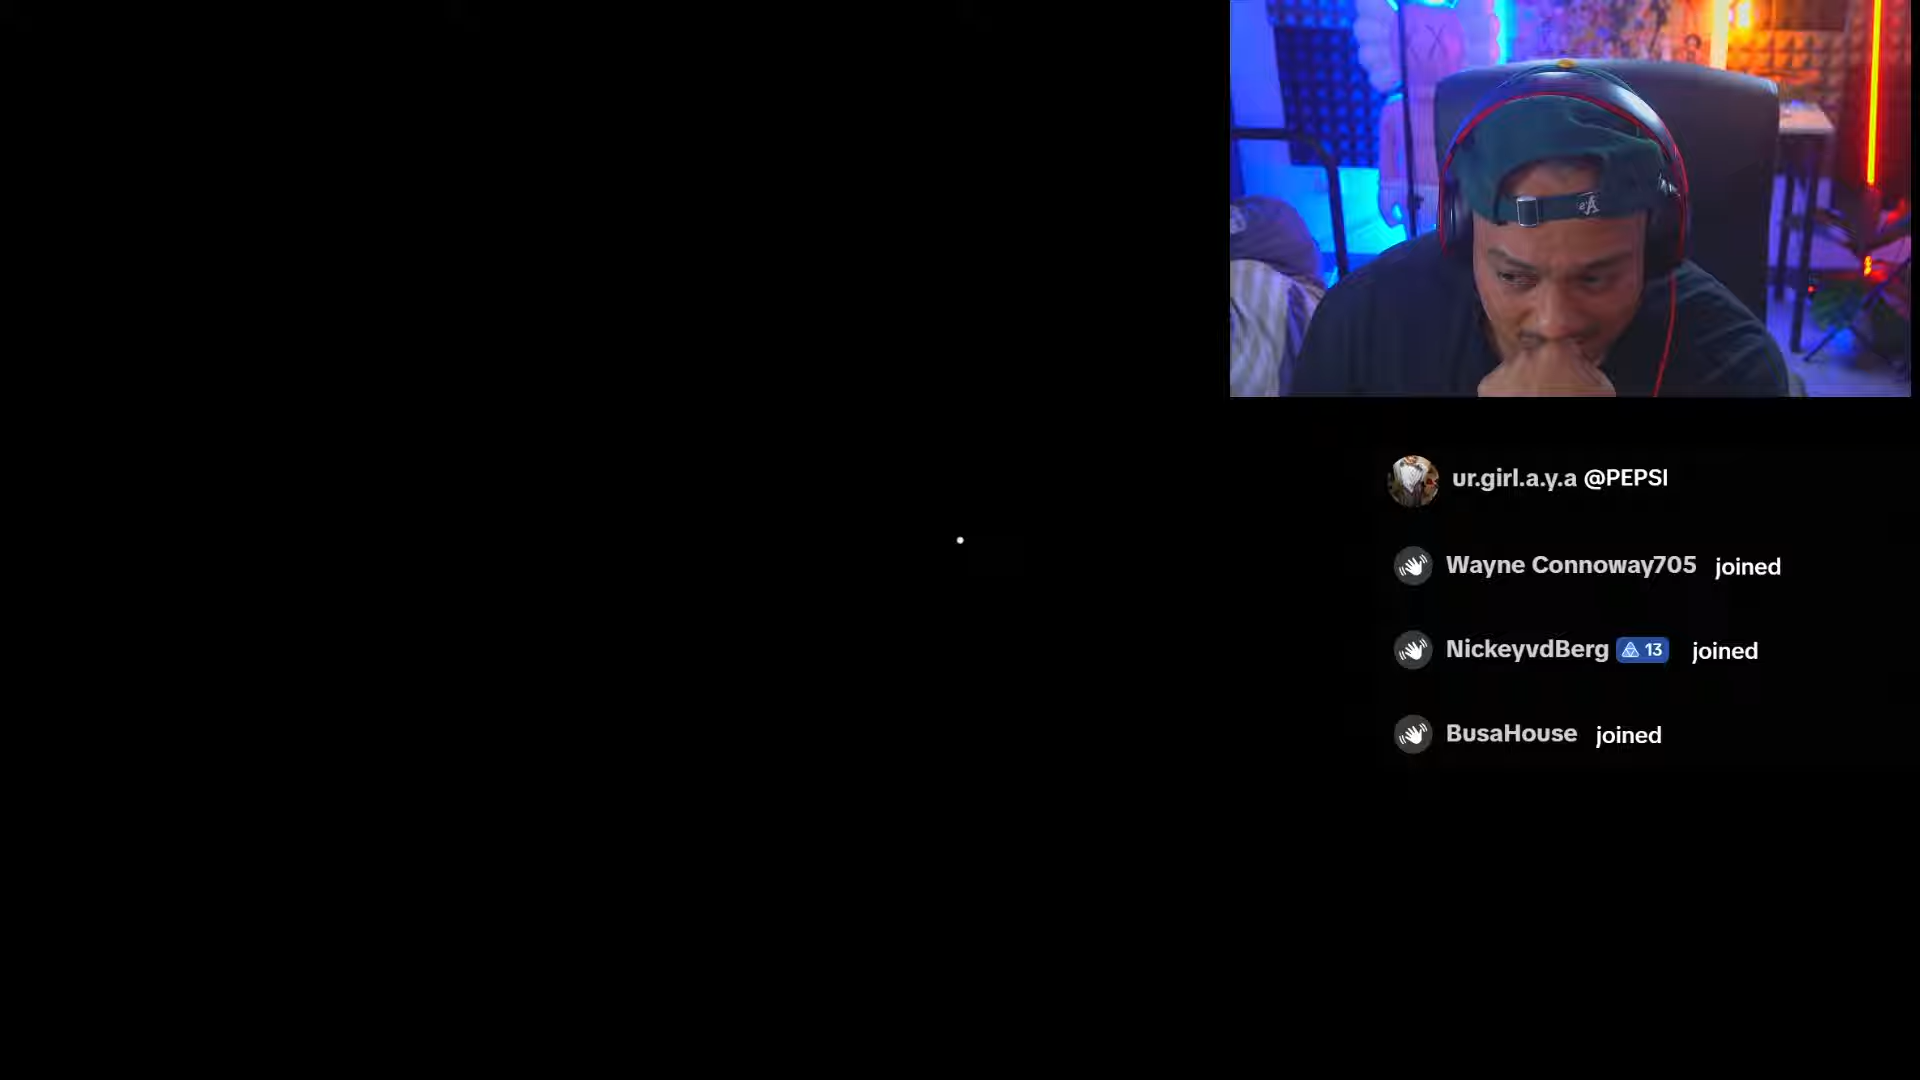 ur.girl.a.y.a @PEPSI
Wayne Connoway705 joined
NickeyvdBerg 13 joined
BusaHouse joined